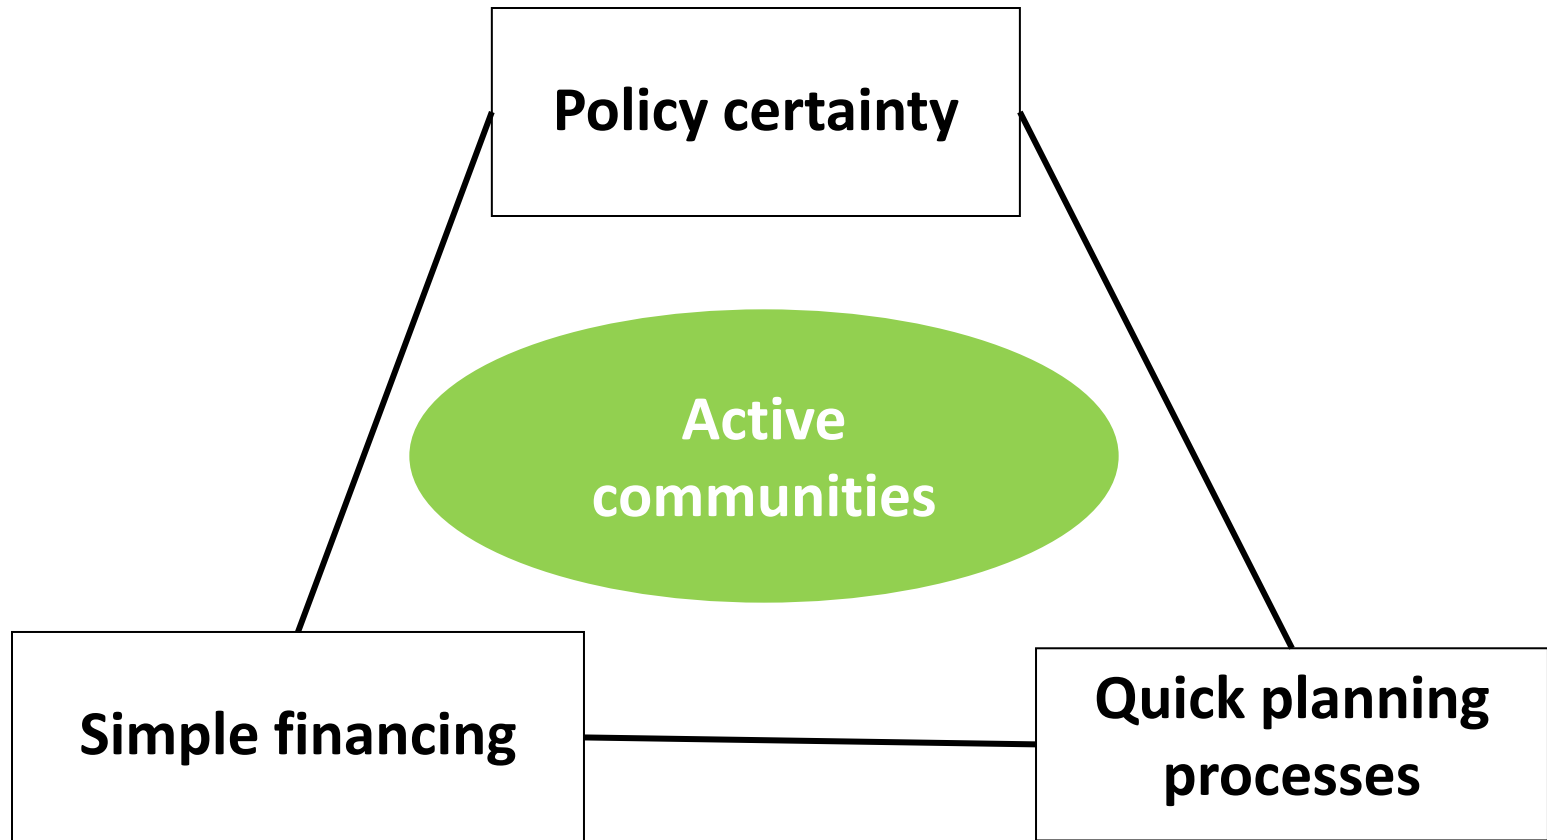 Policy certainty
Active
communities
Simple financing
Quick planning
processes